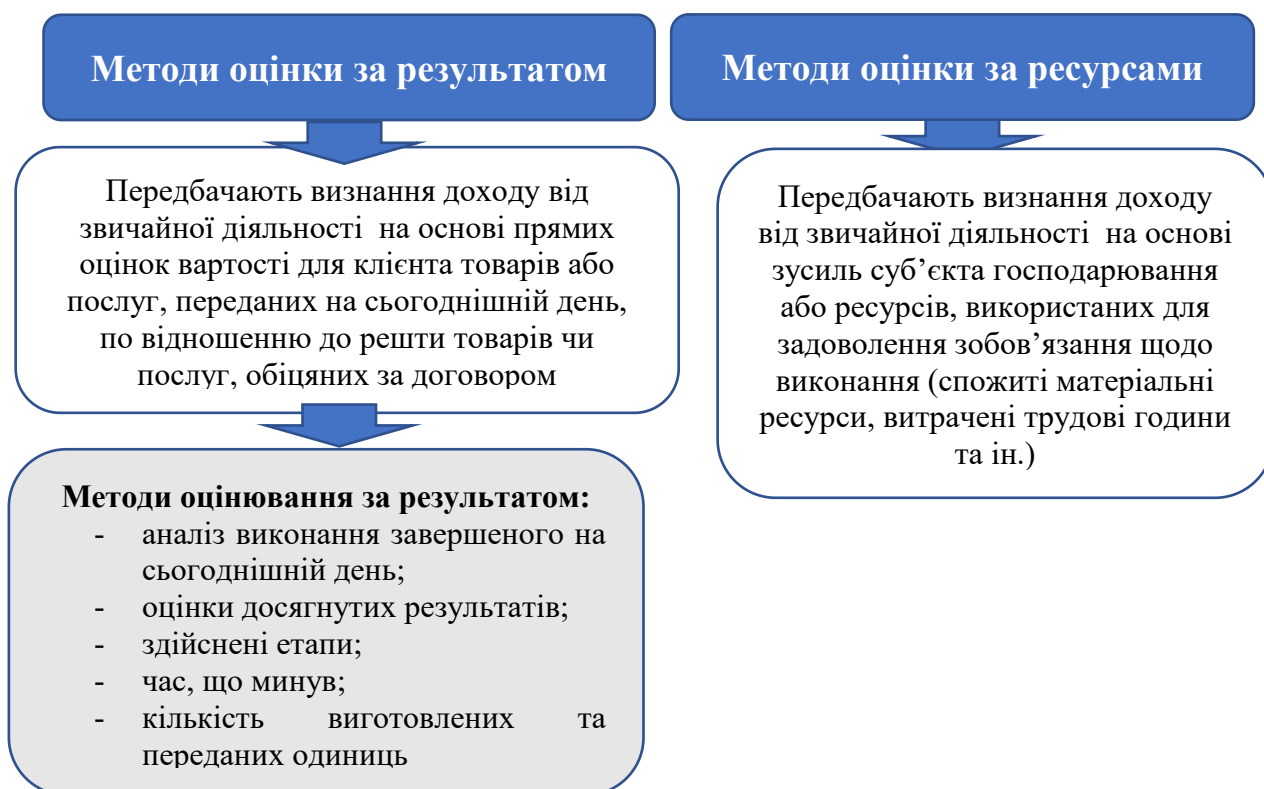 Методи оцінки за результатом
Передбачають визнання доходу від
звичайної діяльності на основі прямих
оцінок вартості для клієнта товарів або
послуг, переданих на сьогоднішній день,
по відношенню до решти товарів чи
послуг, обіцяних за договором
Методи оцінювання за результатом:
- аналіз виконання завершеного на
сьогоднішній день;
- оцінки досягнутих результатів;
- здійснені етапи;
- час, що минув;
- кількість виготовлених та
переданих одиниць
Методи оцінки за ресурсами
Передбачають визнання доходу
від звичайної діяльності на основі
зусиль суб’єкта господарювання
або ресурсів, використаних для
задоволення зобов’язання щодо
виконання (спожиті матеріальні
ресурси, витрачені трудові години
та ін.)